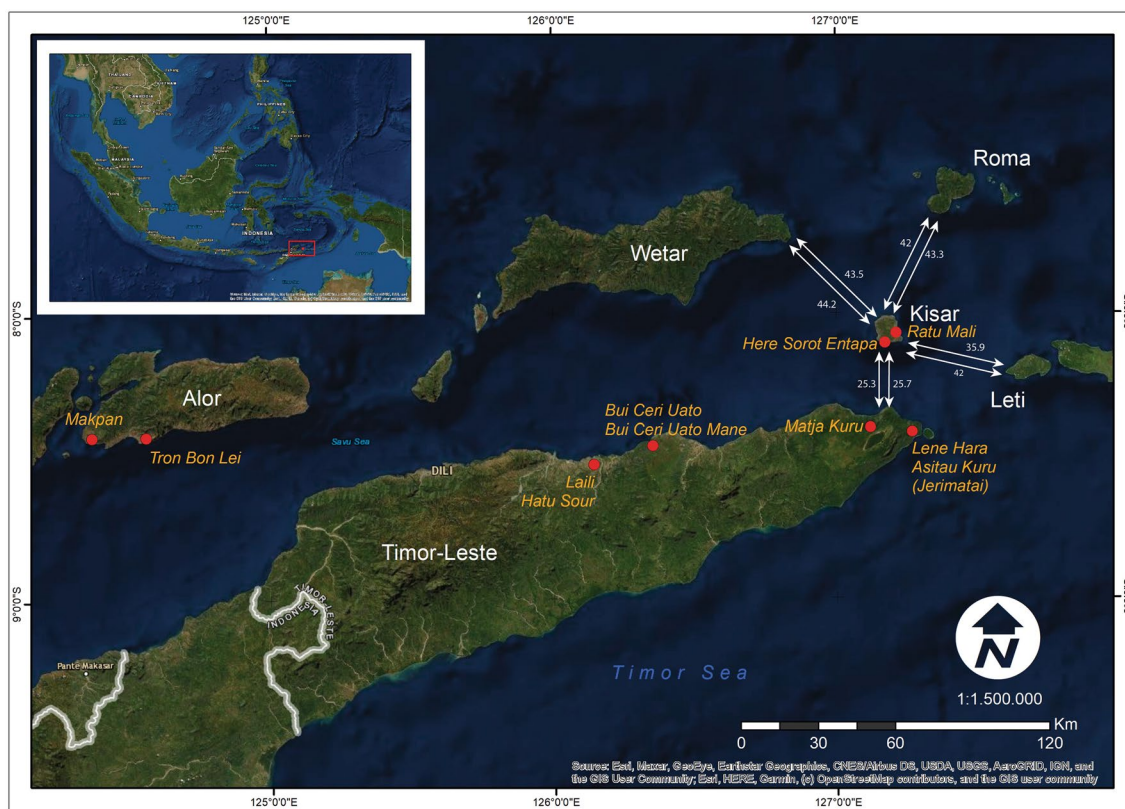 125°0'0"E
126°0'0"E
127°0'0"E
THAILAND
VIETNAM
CAMBODIA
PHILIPPINES
MALAYSIA
INDONESIA
Roma
Wetar
42
43.3
43.5
44.2
8°0'0"S
Kisar
Ratu Mali
Here Sorot Entapa
35.9
42
25.3
25.7
Leti
Alor
Makpan
Tron Bon Lei
Savu Sea
Bui Ceri Uato
Bui Ceri Uato Mane
Matja Kuru
Lene Hara
Asitau Kuru
(Jerimatai)
DILI
Laili
Hatu Sour
Timor-Leste
9°0'0"S
TIMOR LESTE
INDONESIA
Pante Makasar
Timor Sea
N
1:1.500.000
Km
0 30 60 120
Source: Esri, Maxar, GeoEye, Earthstar Geographics, CNES/Airbus DS, USDA, USGS, AeroGRID, IGN, and
the GIS User Community; Esri, HERE, Garmin, (c) OpenStreetMap contributors, and the GIS user community
125°0'0"E
126°0'0"E
127°0'0"E